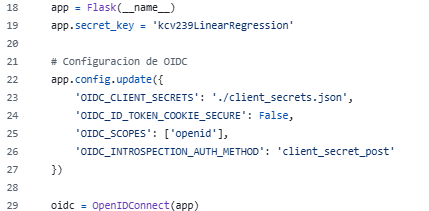 18 app = Flask(__name__)
19 app.secret_key = 'kcv239LinearRegression'
20
21 # Configuracion de OIDC
22 app.config.update({
23 'OIDC_CLIENT_SECRETS': './client_secrets.json',
24 'OIDC_ID_TOKEN_COOKIE_SECURE': False,
25 'OIDC_SCOPES': ['openid'],
26 'OIDC_INTROSPECTION_AUTH_METHOD': 'client_secret_post'
27 })
28
29 oidc = OpenIDConnect(app)